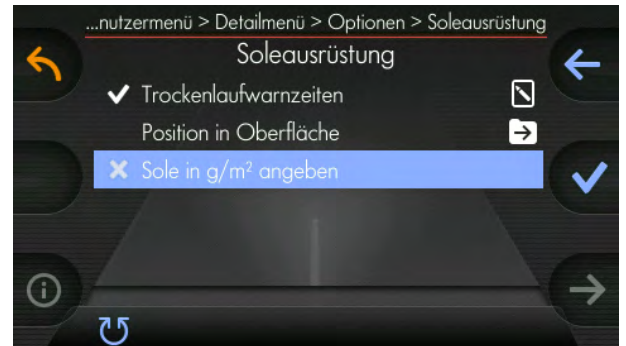 ...nutzermenü > Detailmenü > Optionen > Soleausrüstung
Soleausrüstung
Trockenlaufwarnzeiten
Position in Oberfläche
Sole in g/m² angeben